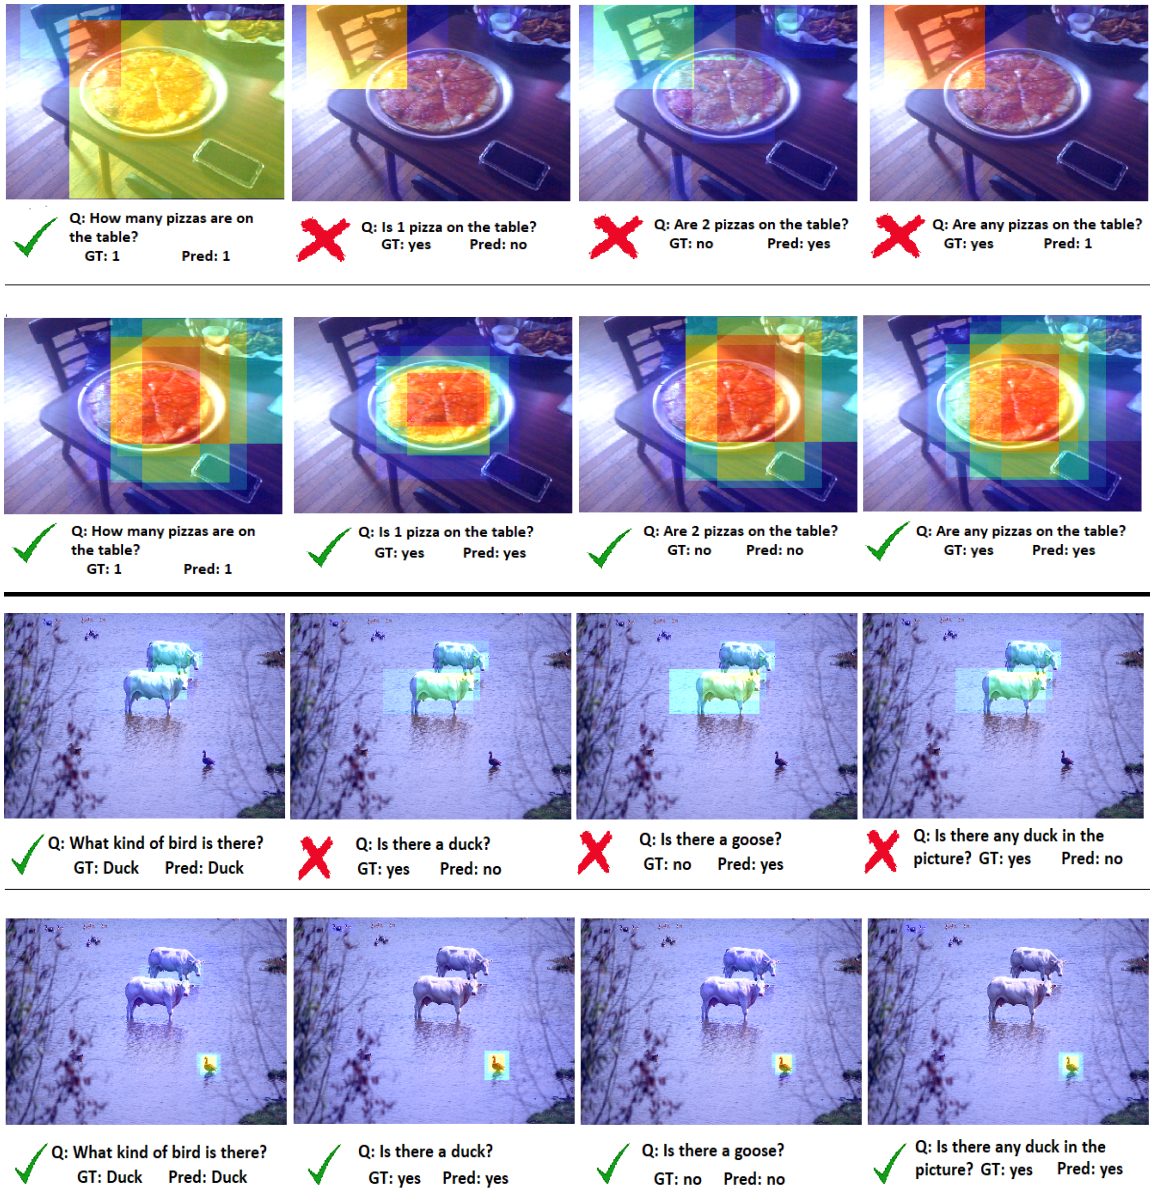 Q: How many pizzas are on
the table?
GT: 1 Pred: 1
Q: Is 1 pizza on the table?
GT: yes Pred: no
Q: Are 2 pizzas on the table?
GT: no Pred: yes
Q: Are any pizzas on the table?
GT: yes Pred: 1
Q: How many pizzas are on
the table?
GT: 1 Pred: 1
Q: Is 1 pizza on the table?
GT: yes Pred: yes
Q: Are 2 pizzas on the table?
GT: no Pred: no
Q: Are any pizzas on the table?
GT: yes Pred: yes
Q: What kind of bird is there?
GT: Duck Pred: Duck
Q: Is there a duck?
GT: yes Pred: no
Q: Is there a goose?
GT: no Pred: yes
Q: Is there any duck in the
picture? GT: yes Pred: no
Q: What kind of bird is there?
GT: Duck Pred: Duck
Q: Is there a duck?
GT: yes Pred: yes
Q: Is there a goose?
GT: no Pred: no
Q: Is there any duck in the
picture? GT: yes Pred: yes